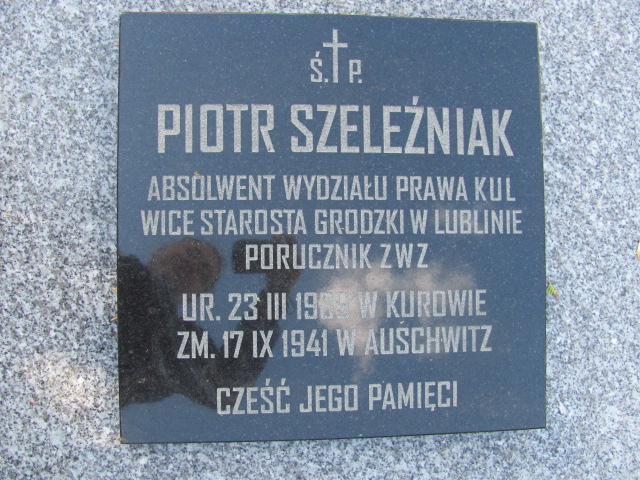 Ś.P.
PIOTR SZELEŹNIAK
ABSOLWENT WYDZIAŁU PRAWA KUL
WICE STAROSTA GRODZKI W LUBLINIE
PORUCZNIK ZWZ
UR. 23 III 1909 W KUROWIE
ZM. 17 IX 1941 W AUSCHWITZ
CZEŚĆ JEGO PAMIĘCI